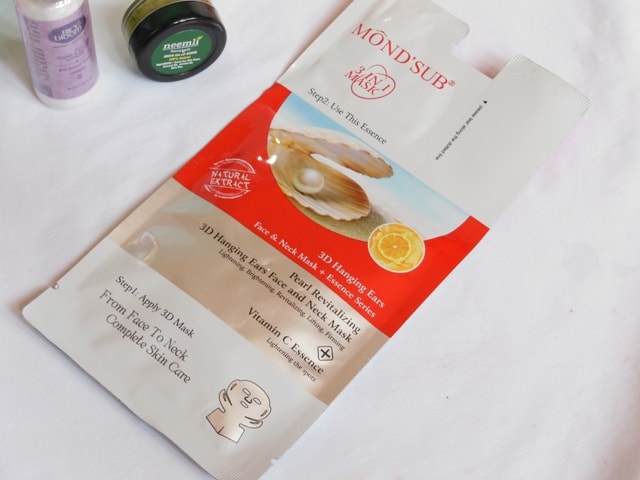 neemli
Naturals
MOND'SUB®
3 IN 1
MASK
Step2: Use This Essence
NATURAL
EXTRACT
3D Hanging Ears
Face & Neck Mask + Essence Series
Pearl Revitalizing
3D Hanging Ears Face and Neck Mask
Lightening, Brightening, Revitalizing, Lifting, Firming
Vitamin C Essence
Lightening the spots
Step1: Apply 3D Mask
From Face To Neck
Complete Skin Care